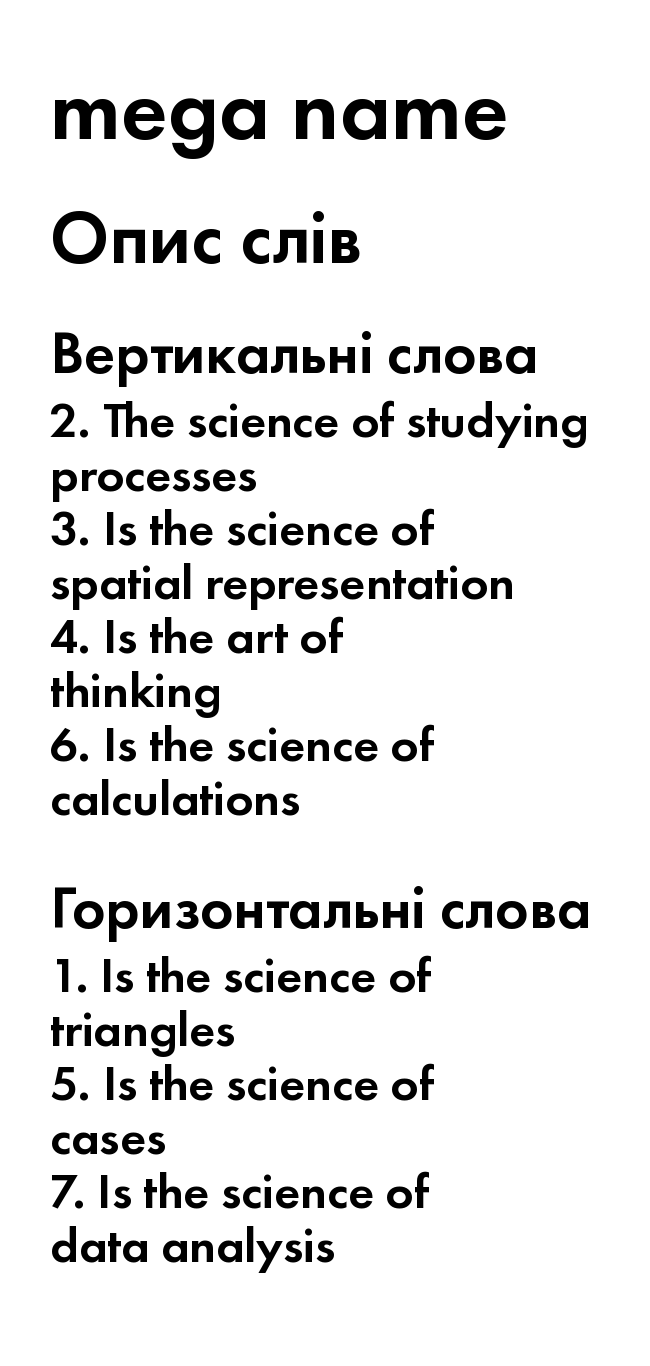 mega name
Опис слів
Вертикальні слова
2. The science of studying
processes
3. Is the science of
spatial representation
4. Is the art of
thinking
6. Is the science of
calculations
Горизонтальні слова
1. Is the science of
triangles
5. Is the science of
cases
7. Is the science of
data analysis